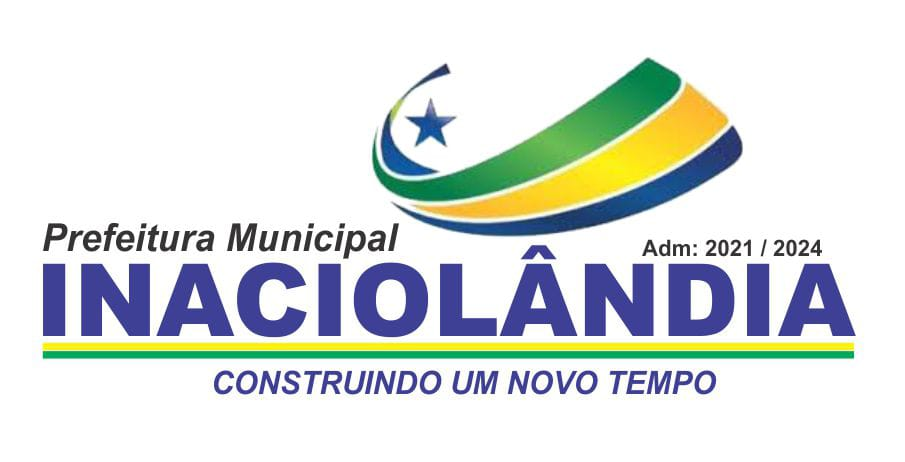 Prefeitura Municipal
Adm: 2021 / 2024
INACIOLÂNDIA
CONSTRUINDO UM NOVO TEMPO